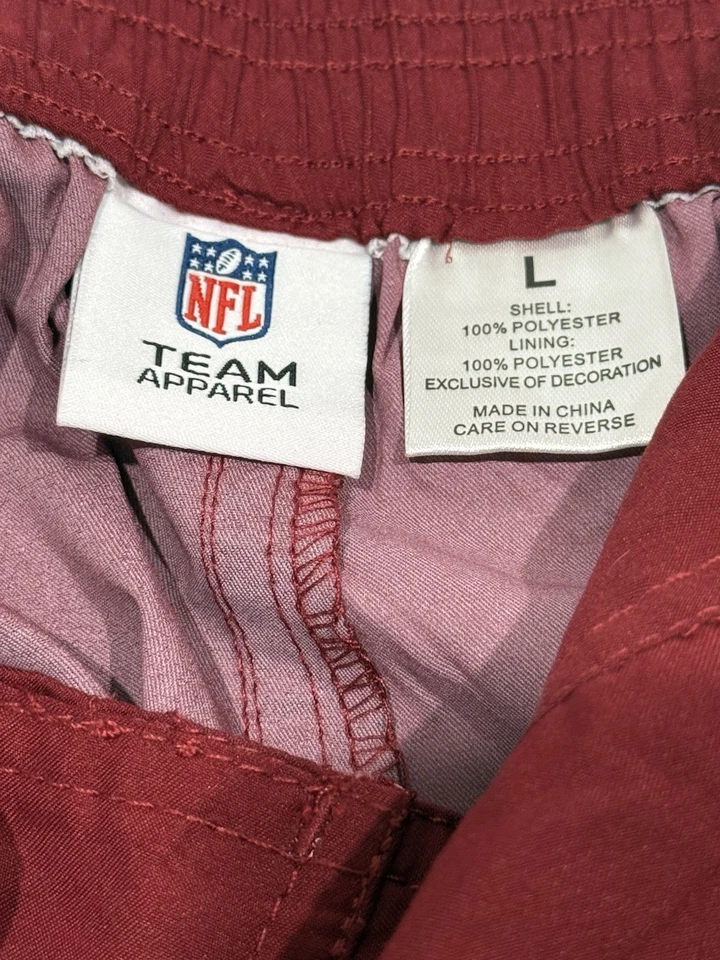 NFL
TEAM
APPAREL
L
SHELL:
100% POLYESTER
LINING:
100% POLYESTER
EXCLUSIVE OF DECORATION
MADE IN CHINA
CARE ON REVERSE